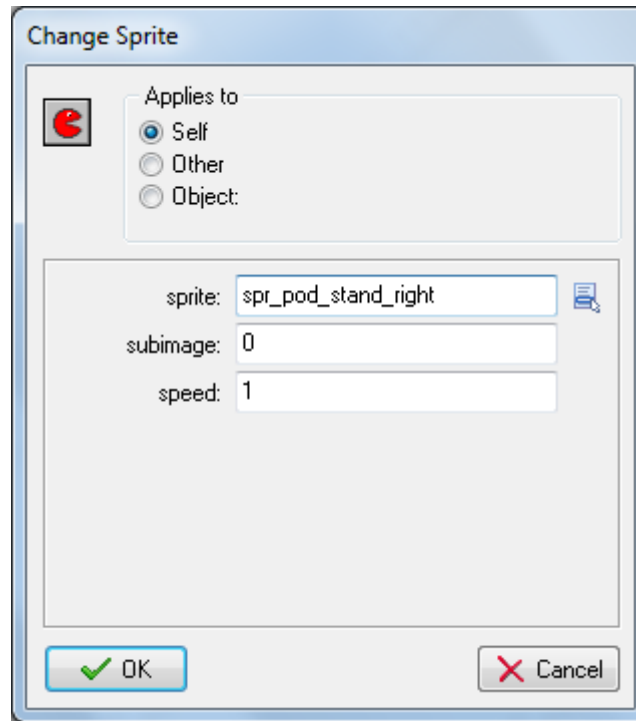 Change Sprite
Applies to
Self
Other
Object:
sprite: spr_pod_stand_right
subimage: 0
speed: 1
OK
Cancel